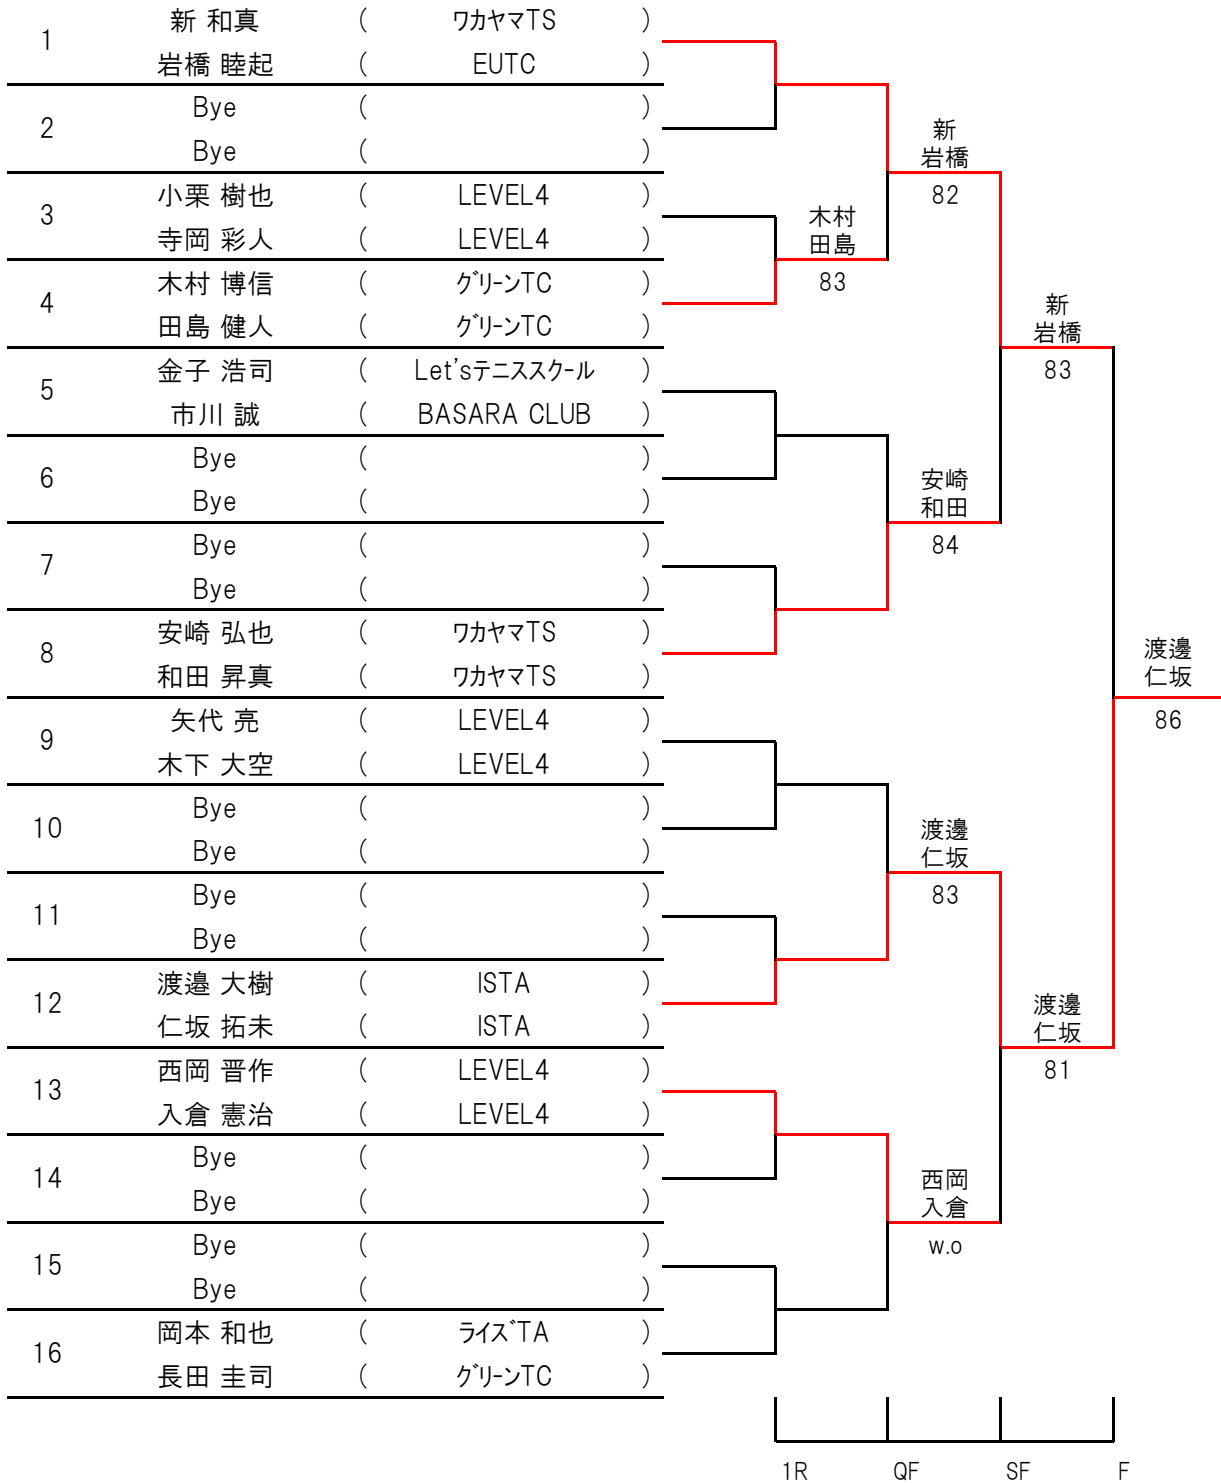 1 新 和真 ( ワカヤマTS )
岩橋 睦起 ( EUTC )
2 Bye ( )
Bye ( )
3 小栗 樹也 ( LEVEL4 )
寺岡 彩人 ( LEVEL4 )
4 木村 博信 ( グリーンTC )
田島 健人 ( グリーンTC )
5 金子 浩司 ( Let'sテニススクール )
市川 誠 ( BASARA CLUB )
6 Bye ( )
Bye ( )
7 Bye ( )
Bye ( )
8 安崎 弘也 ( ワカヤマTS )
和田 昇真 ( ワカヤマTS )
9 矢代 亮 ( LEVEL4 )
木下 大空 ( LEVEL4 )
10 Bye ( )
Bye ( )
11 Bye ( )
Bye ( )
12 渡邉 大樹 ( ISTA )
仁坂 拓未 ( ISTA )
13 西岡 晋作 ( LEVEL4 )
入倉 憲治 ( LEVEL4 )
14 Bye ( )
Bye ( )
15 Bye ( )
Bye ( )
16 岡本 和也 ( ライズTA )
長田 圭司 ( グリーンTC )
木村
田島
83
新
岩橋
82
安崎
和田
84
渡邊
仁坂
83
西岡
入倉
w.o
新
岩橋
83
渡邊
仁坂
81
渡邊
仁坂
86
1R QF SF F